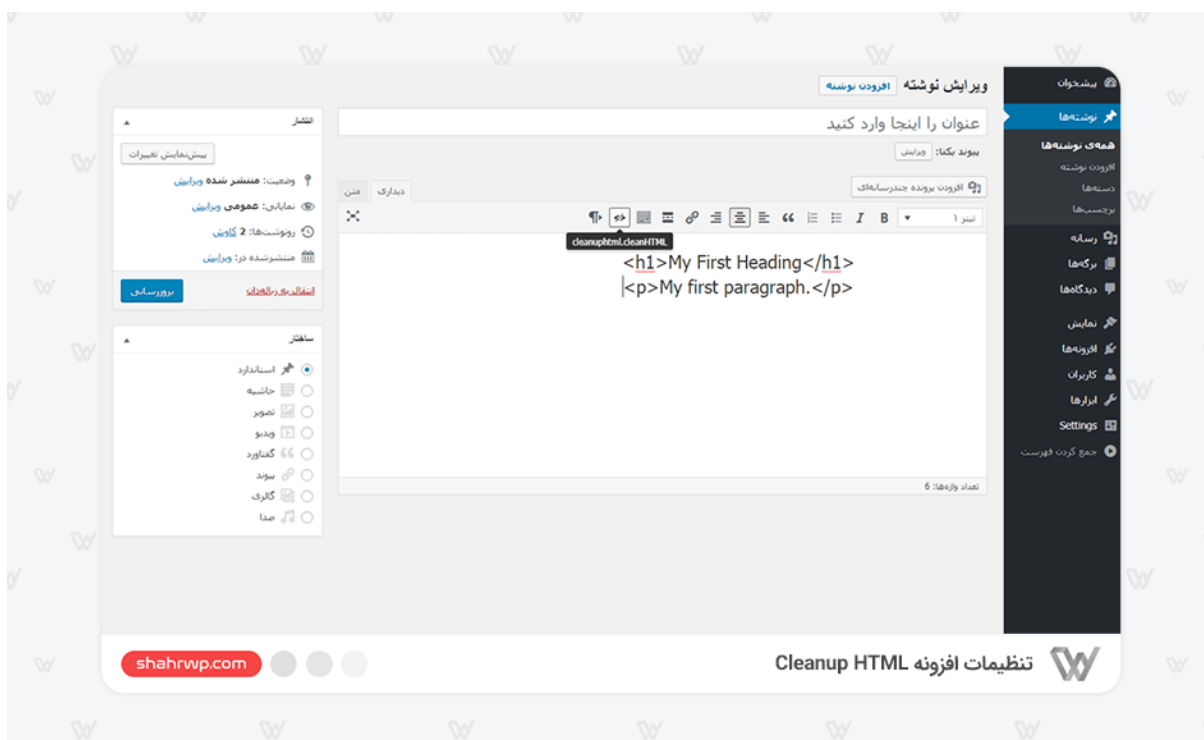 پیشخوان
نوشته‌ها
همه‌ی نوشته‌ها
افزودن نوشته
دسته‌ها
برچسب‌ها
رسانه
برگه‌ها
دیدگاه‌ها
نمایش
افزونه‌ها
کاربران
ابزارها
Settings
جمع کردن فهرست
ویرایش نوشته افزودن نوشته
عنوان را اینجا وارد کنید
پیوند یکتا: ویرایش
افزودن پرونده چندرسانه‌ای
دیداری متن
تیتر ۱ B I
cleanuphtml.cleanHTML
<h1>My First Heading</h1>
<p>My first paragraph.</p>
تعداد واژه‌ها: 6
انتشار
پیش‌نمایش تغییرات
وضعیت: منتشر شده ویرایش
نمایانی: عمومی ویرایش
رونوشت‌ها: 2 کاوش
منتشرشده در: ویرایش
انتقال به زباله‌دان بروزرسانی
ساختار
استاندارد
حاشیه
تصویر
ویدیو
گفتاورد
پیوند
گالری
صدا
تنظیمات افزونه Cleanup HTML
shahrwp.com